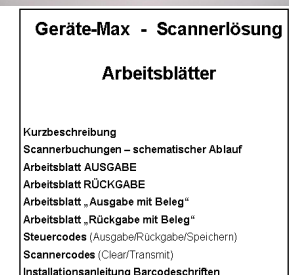 Geräte-Max - Scannerlösung
Arbeitsblätter
Kurzbeschreibung
Scannerbuchungen – schematischer Ablauf
Arbeitsblatt AUSGABE
Arbeitsblatt RÜCKGABE
Arbeitsblatt „Ausgabe mit Beleg“
Arbeitsblatt „Rückgabe mit Beleg“
Steuercodes (Ausgabe/Rückgabe/Speichern)
Scannercodes (Clear/Transmit)
Installationsanleitung Barcodeschriften